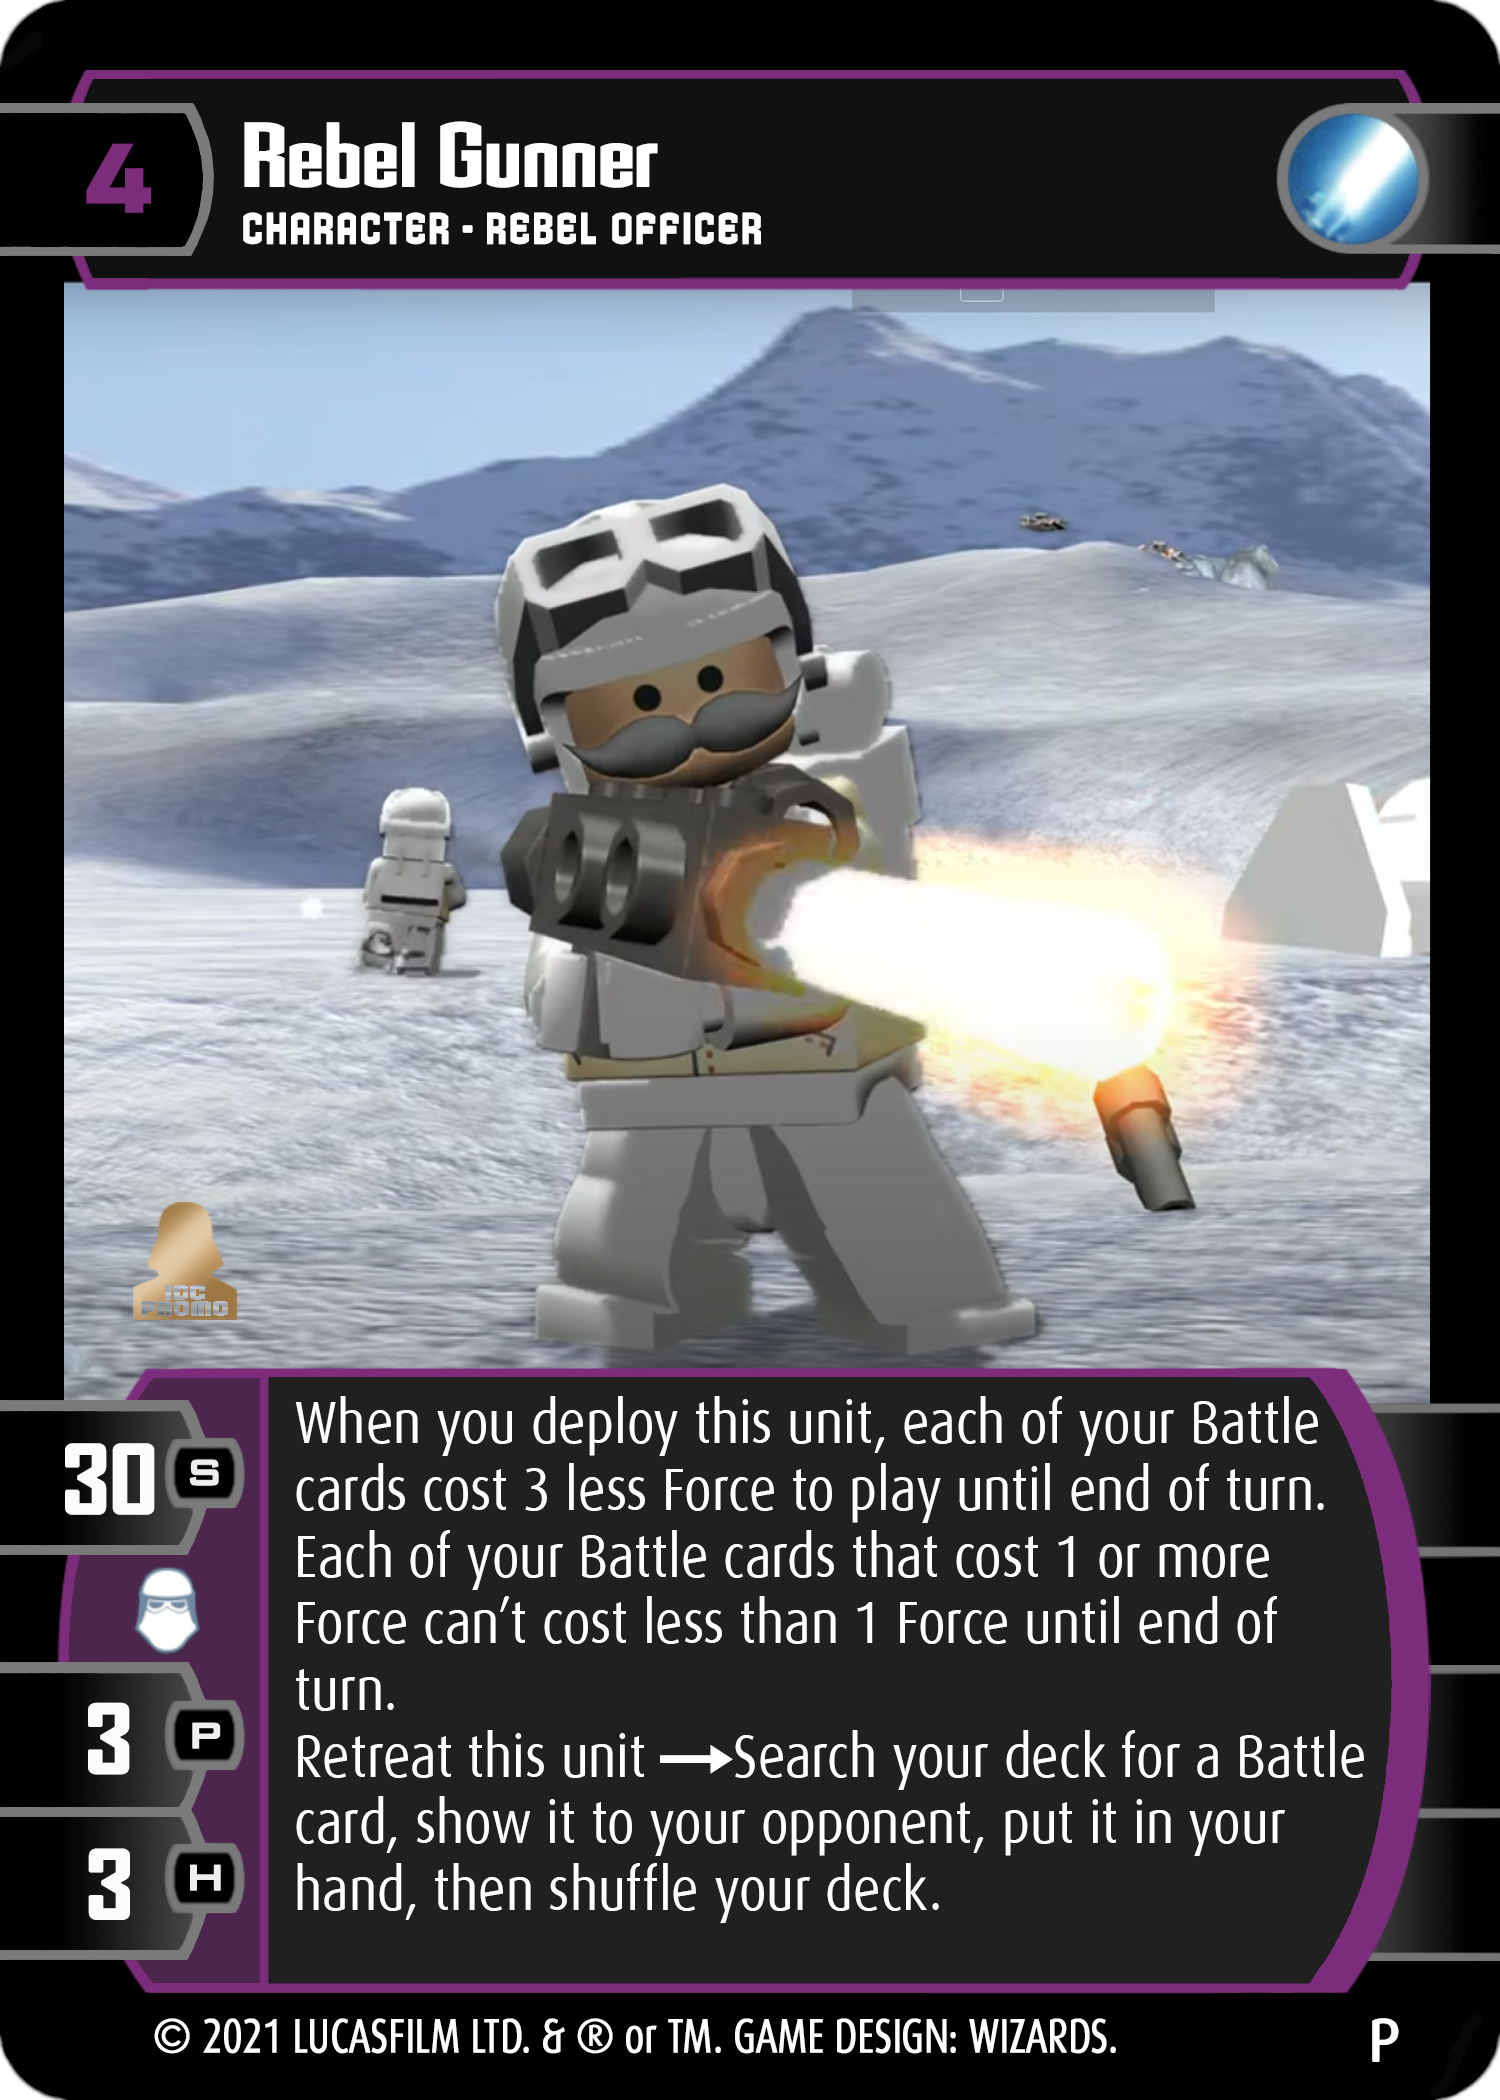 4
Rebel Gunner
CHARACTER - REBEL OFFICER
IDC
PROMO
30 S
3 P
3 H
When you deploy this unit, each of your Battle
cards cost 3 less Force to play until end of turn.
Each of your Battle cards that cost 1 or more
Force can't cost less than 1 Force until end of
turn.
Retreat this unit →Search your deck for a Battle
card, show it to your opponent, put it in your
hand, then shuffle your deck.
© 2021 LUCASFILM LTD. & ® or TM. GAME DESIGN: WIZARDS.
P